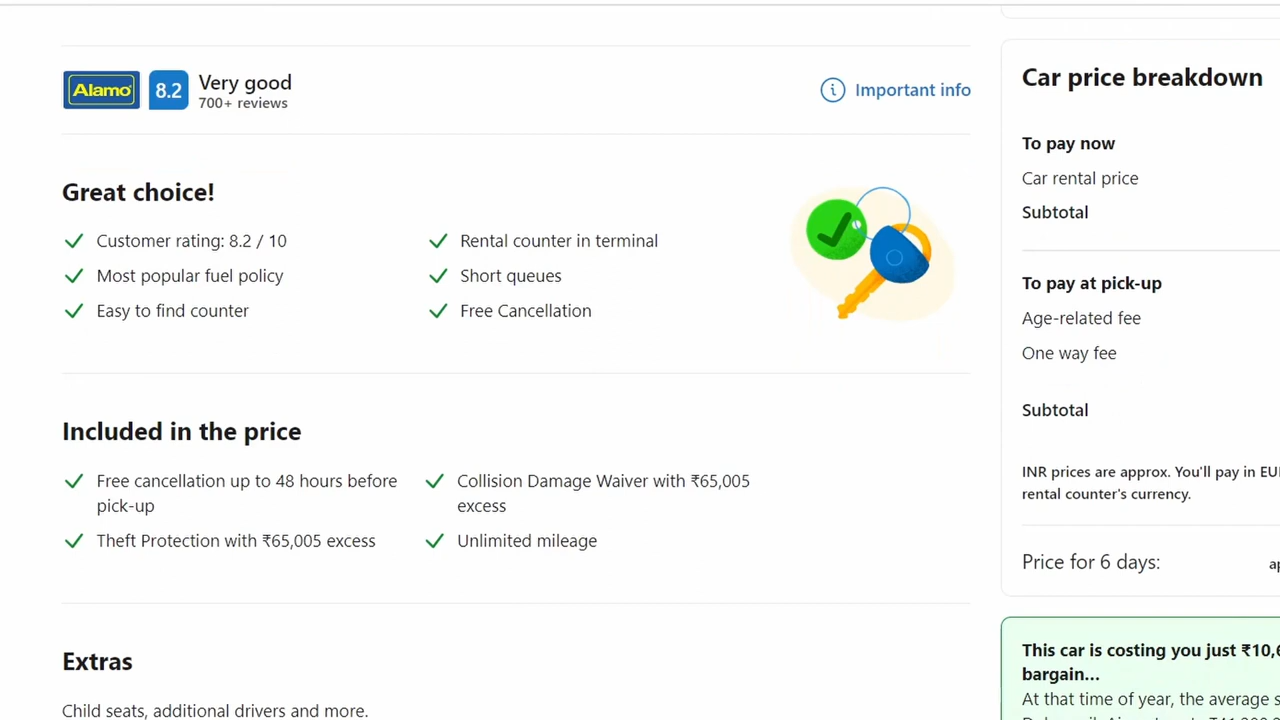 Alamo
8.2
Very good
700+ reviews
Important info
Great choice!
Customer rating: 8.2 / 10
Rental counter in terminal
Most popular fuel policy
Short queues
Easy to find counter
Free Cancellation
Included in the price
Free cancellation up to 48 hours before
pick-up
Collision Damage Waiver with ₹65,005
excess
Theft Protection with ₹65,005 excess
Unlimited mileage
Extras
Child seats, additional drivers and more.
Car price breakdown
To pay now
Car rental price
Subtotal
To pay at pick-up
Age-related fee
One way fee
Subtotal
INR prices are approx. You'll pay in EU
rental counter's currency.
Price for 6 days:
ap
This car is costing you just ₹10,6
bargain...
At that time of year, the average s